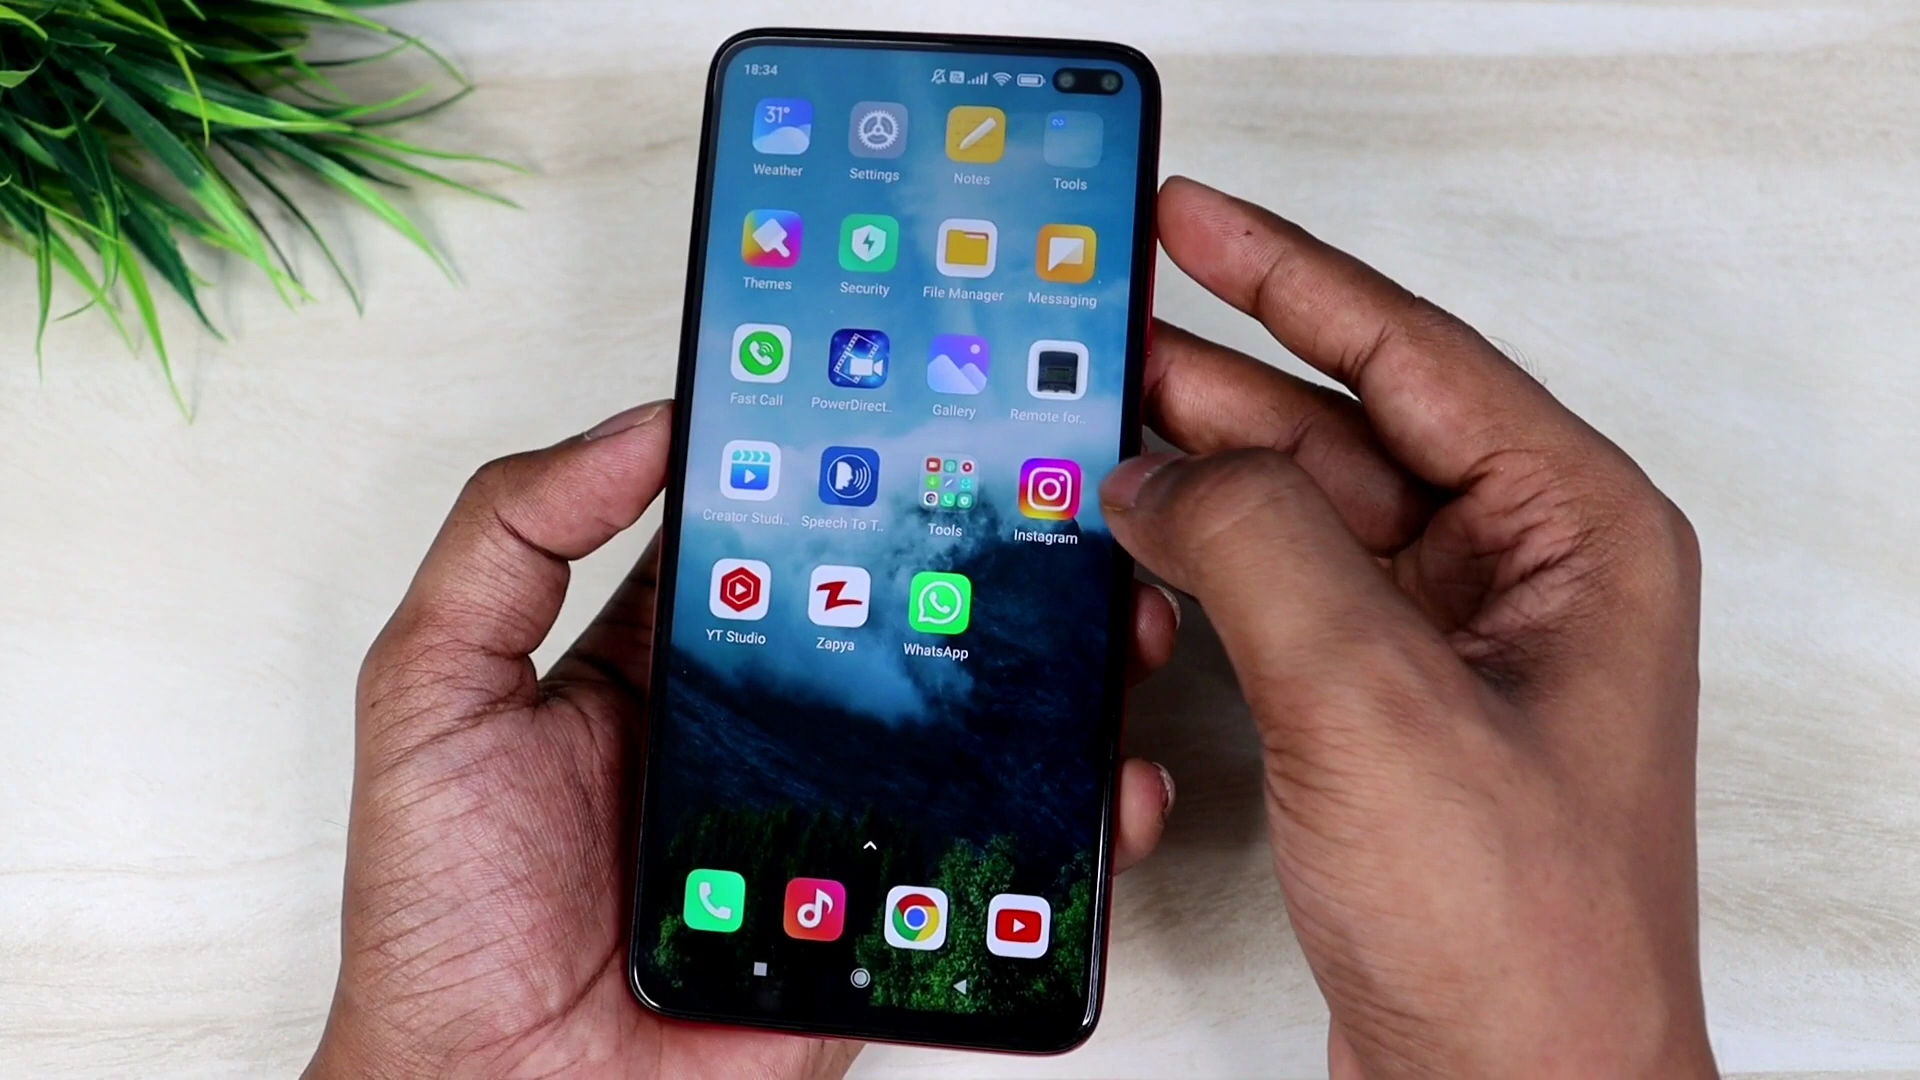 18:34
31°
Weather
Settings
Notes
Tools
Themes
Security
File Manager
Messaging
Fast Call
PowerDirect..
Gallery
Remote for..
Creator Studi..
Speech To T..
Tools
Instagram
YT Studio
Zapya
WhatsApp